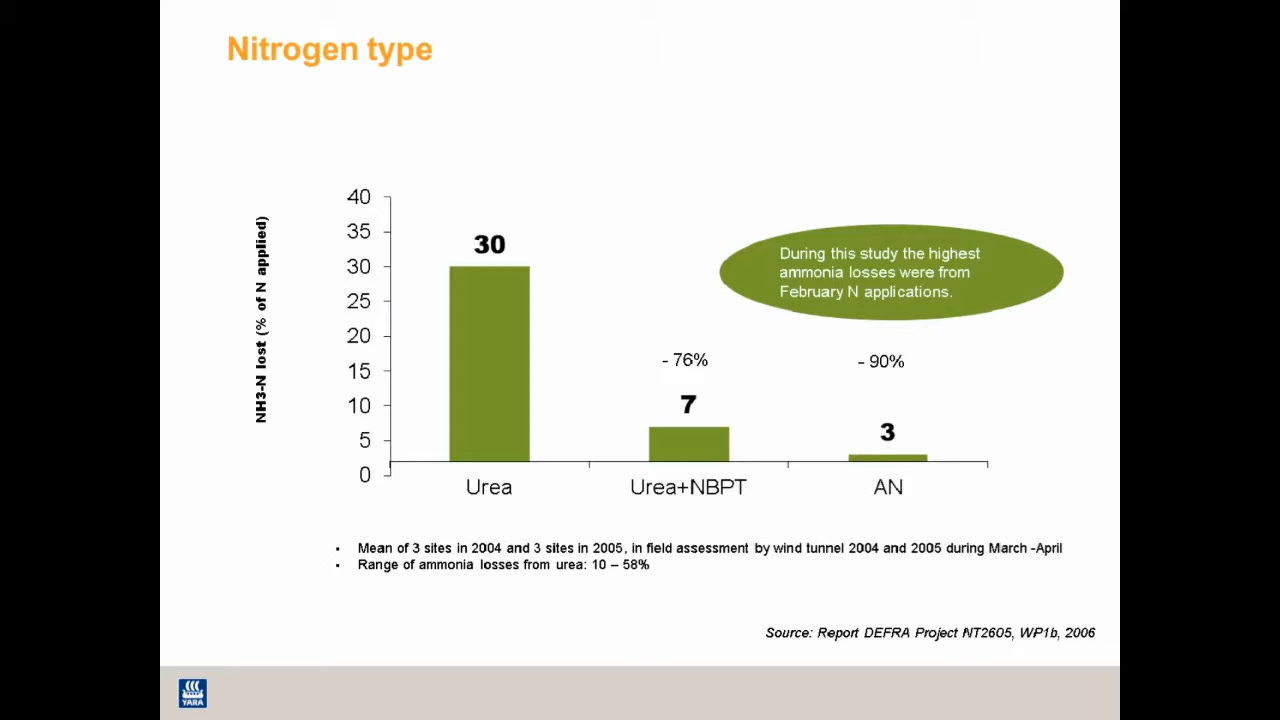 Nitrogen type
NH3-N lost (% of N applied)
40
35
30
25
20
15
10
5
0
30
7
3
- 76%
- 90%
During this study the highest
ammonia losses were from
February N applications.
Urea
Urea+NBPT
AN
▪ Mean of 3 sites in 2004 and 3 sites in 2005, in field assessment by wind tunnel 2004 and 2005 during March -April
▪ Range of ammonia losses from urea: 10 – 58%
Source: Report DEFRA Project NT2605, WP1b, 2006
YARA